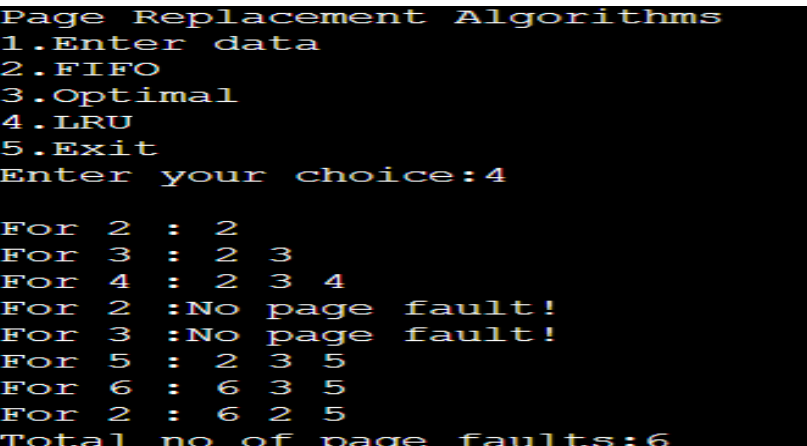 Page Replacement Algorithms
1.Enter data
2.FIFO
3.Optimal
4.LRU
5.Exit
Enter your choice:4
For 2 : 2
For 3 : 2 3
For 4 : 2 3 4
For 2 :No page fault!
For 3 :No page fault!
For 5 : 2 3 5
For 6 : 6 3 5
For 2 : 6 2 5
Total no of page faults:6